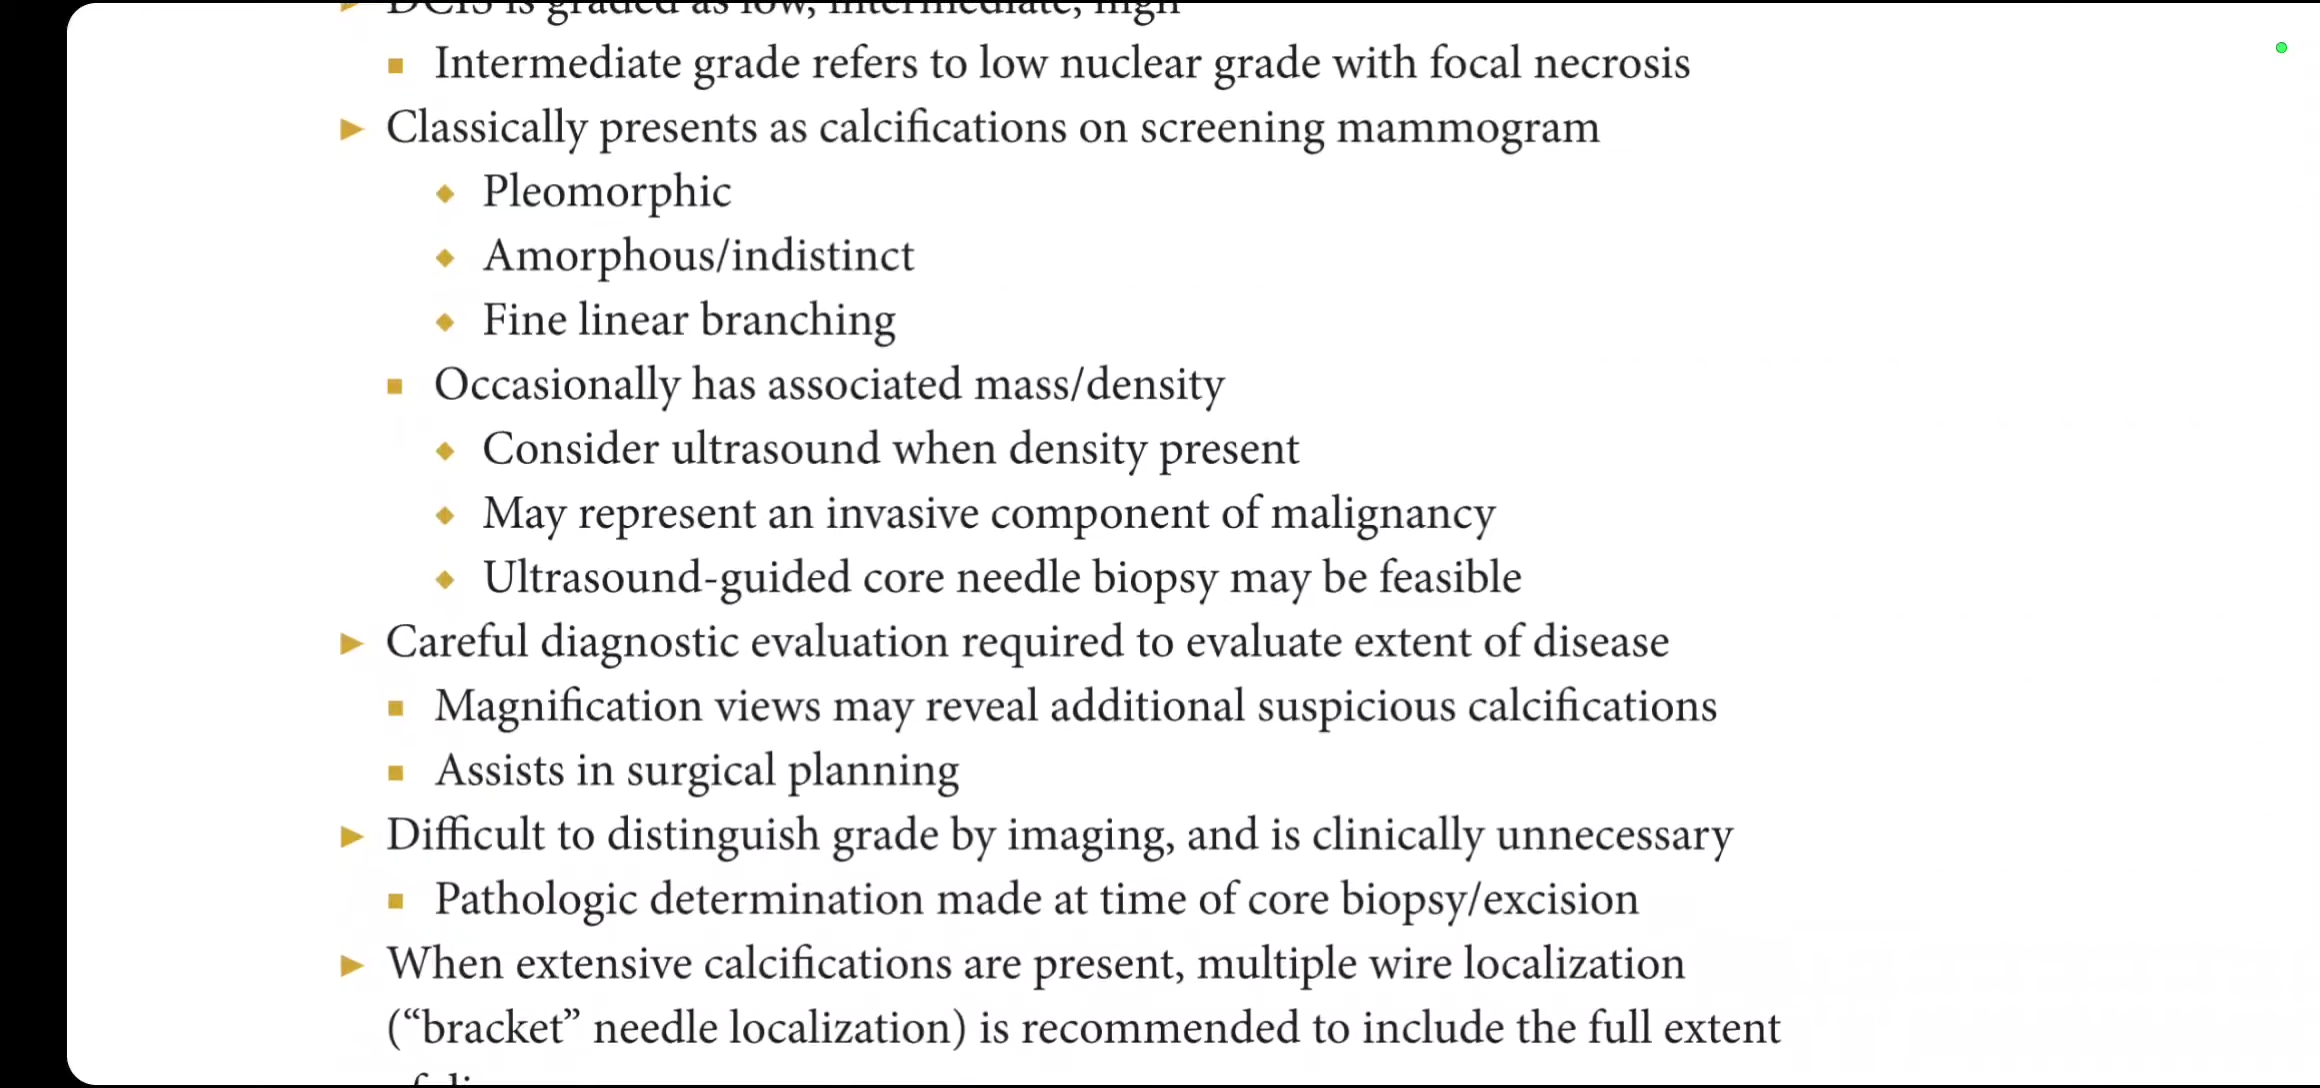 DCIS is graded as low, intermediate, high
Intermediate grade refers to low nuclear grade with focal necrosis
Classically presents as calcifications on screening mammogram
Pleomorphic
Amorphous/indistinct
Fine linear branching
Occasionally has associated mass/density
Consider ultrasound when density present
May represent an invasive component of malignancy
Ultrasound-guided core needle biopsy may be feasible
Careful diagnostic evaluation required to evaluate extent of disease
Magnification views may reveal additional suspicious calcifications
Assists in surgical planning
Difficult to distinguish grade by imaging, and is clinically unnecessary
Pathologic determination made at time of core biopsy/excision
When extensive calcifications are present, multiple wire localization
(“bracket” needle localization) is recommended to include the full extent